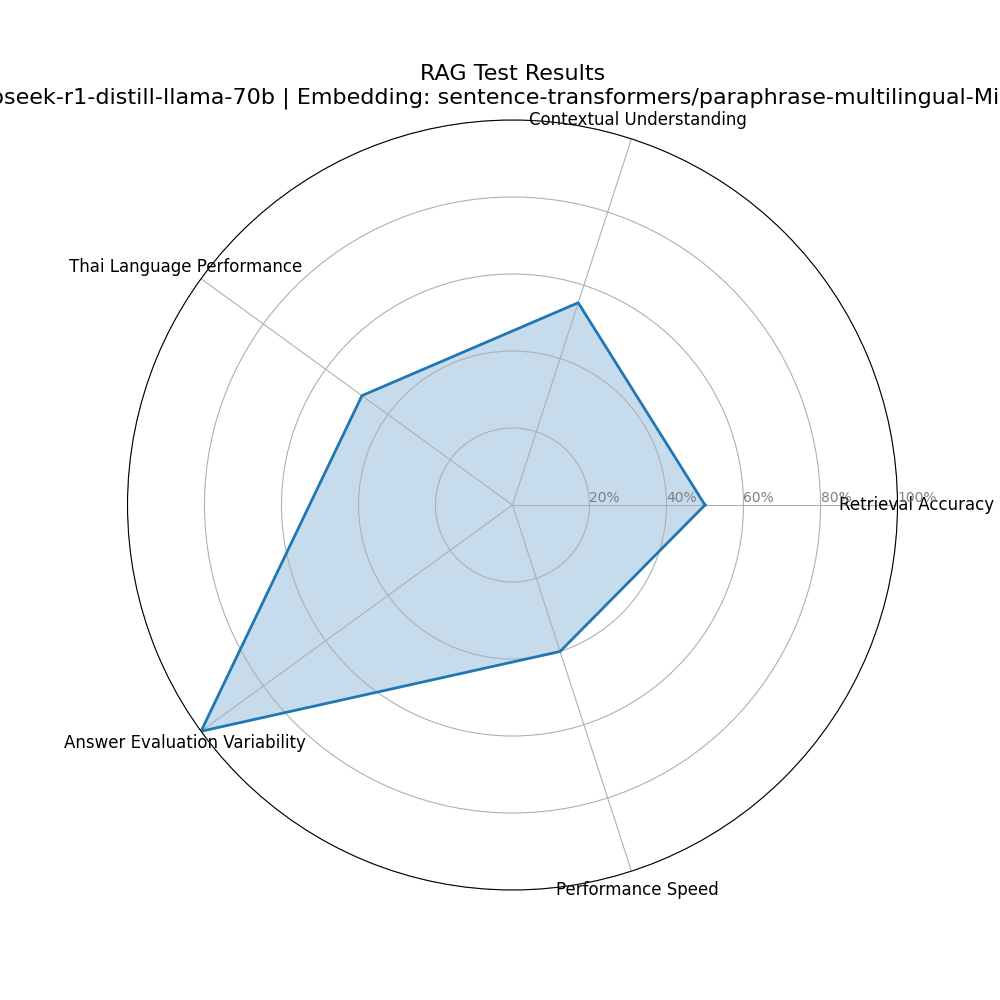 RAG Test Results
seek-r1-distill-llama-70b | Embedding: sentence-transformers/paraphrase-multilingual-Mi
Contextual Understanding
Thai Language Performance
20% 40% 60% 80% 100%
Retrieval Accuracy
Answer Evaluation Variability
Performance Speed